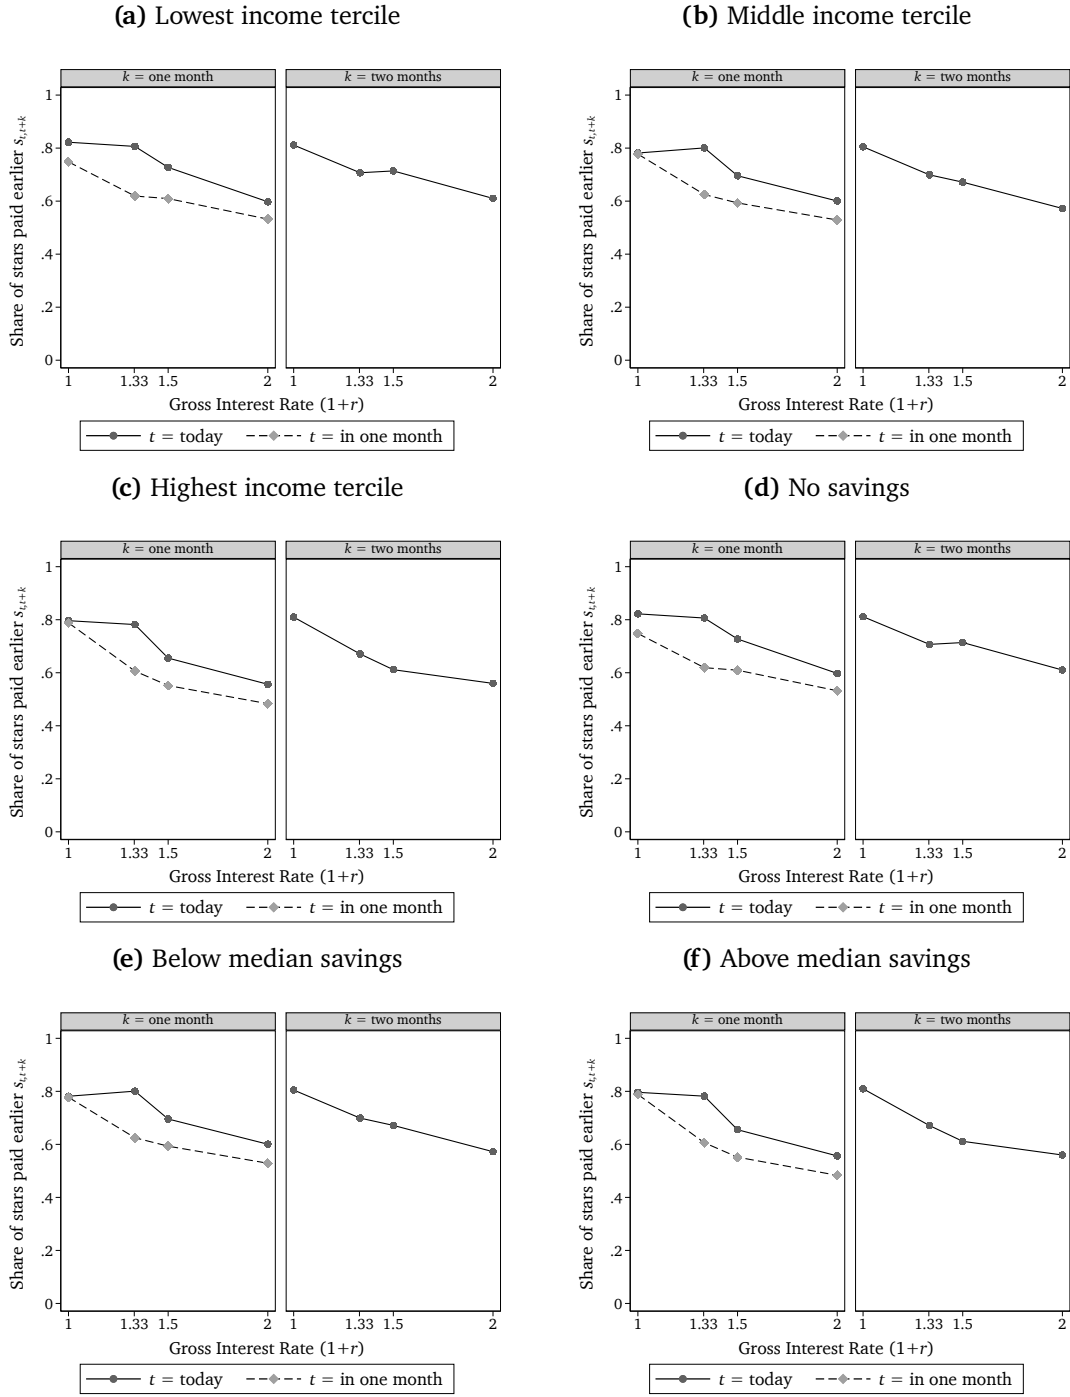 (a) Lowest income tercile
k = one month
k = two months
Share of stars paid earlier s_{t,t+k}
1
.8
.6
.4
.2
0
1 1.33 1.5 2
1 1.33 1.5 2
Gross Interest Rate (1+r)
t = today t = in one month
(b) Middle income tercile
k = one month
k = two months
Share of stars paid earlier s_{t,t+k}
1
.8
.6
.4
.2
0
1 1.33 1.5 2
1 1.33 1.5 2
Gross Interest Rate (1+r)
t = today t = in one month
(c) Highest income tercile
k = one month
k = two months
Share of stars paid earlier s_{t,t+k}
1
.8
.6
.4
.2
0
1 1.33 1.5 2
1 1.33 1.5 2
Gross Interest Rate (1+r)
t = today t = in one month
(d) No savings
k = one month
k = two months
Share of stars paid earlier s_{t,t+k}
1
.8
.6
.4
.2
0
1 1.33 1.5 2
1 1.33 1.5 2
Gross Interest Rate (1+r)
t = today t = in one month
(e) Below median savings
k = one month
k = two months
Share of stars paid earlier s_{t,t+k}
1
.8
.6
.4
.2
0
1 1.33 1.5 2
1 1.33 1.5 2
Gross Interest Rate (1+r)
t = today t = in one month
(f) Above median savings
k = one month
k = two months
Share of stars paid earlier s_{t,t+k}
1
.8
.6
.4
.2
0
1 1.33 1.5 2
1 1.33 1.5 2
Gross Interest Rate (1+r)
t = today t = in one month